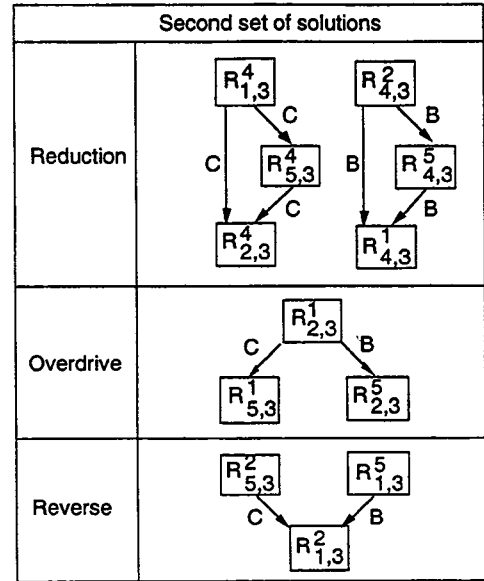 Second set of solutions
Reduction
R^4_{1,3} R^2_{4,3}
C B
C R^4_{5,3} B R^5_{4,3}
C B
R^4_{2,3} R^1_{4,3}
Overdrive
R^1_{2,3}
C B
R^1_{5,3} R^5_{2,3}
Reverse
R^2_{5,3} R^5_{1,3}
C B
R^2_{1,3}